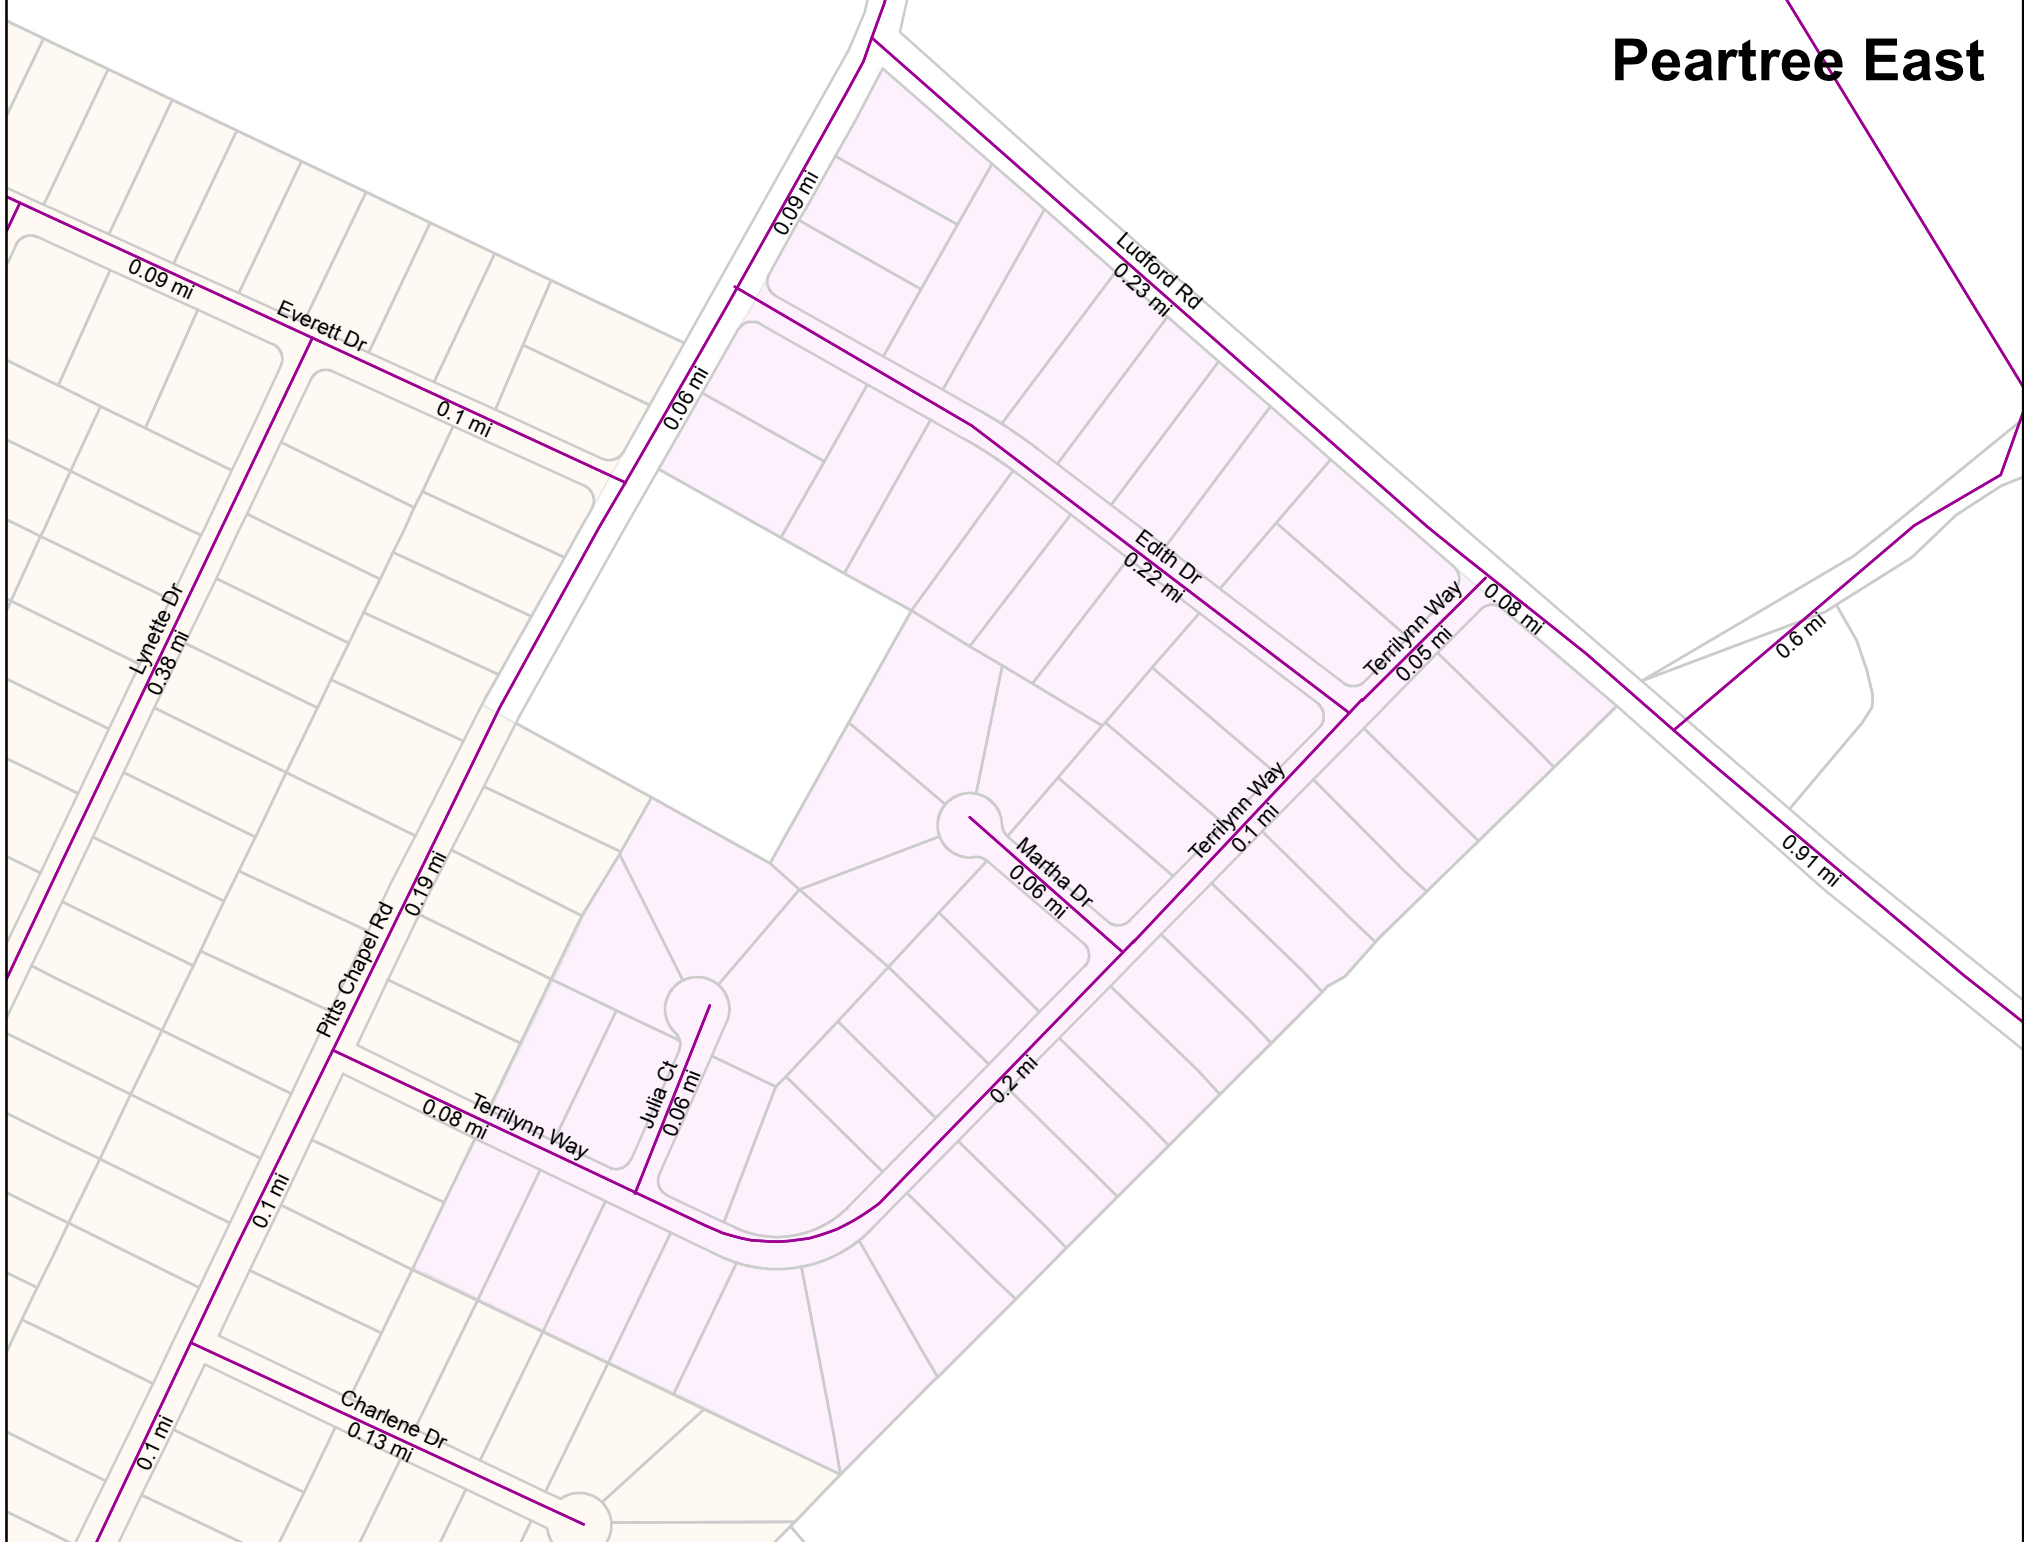 Peartree East
0.09 mi
Ludford Rd
0.23 mi
0.09 mi
Everett Dr
0.06 mi
0.1 mi
Edith Dr
0.22 mi
Terrilynn Way
0.05 mi
0.08 mi
0.6 mi
Lynette Dr
0.38 mi
Terrilynn Way
0.1 mi
Martha Dr
0.06 mi
0.91 mi
0.19 mi
Pitts Chapel Rd
Julia Ct
0.06 mi
0.2 mi
Terrilynn Way
0.08 mi
0.1 mi
Charlene Dr
0.13 mi
0.1 mi